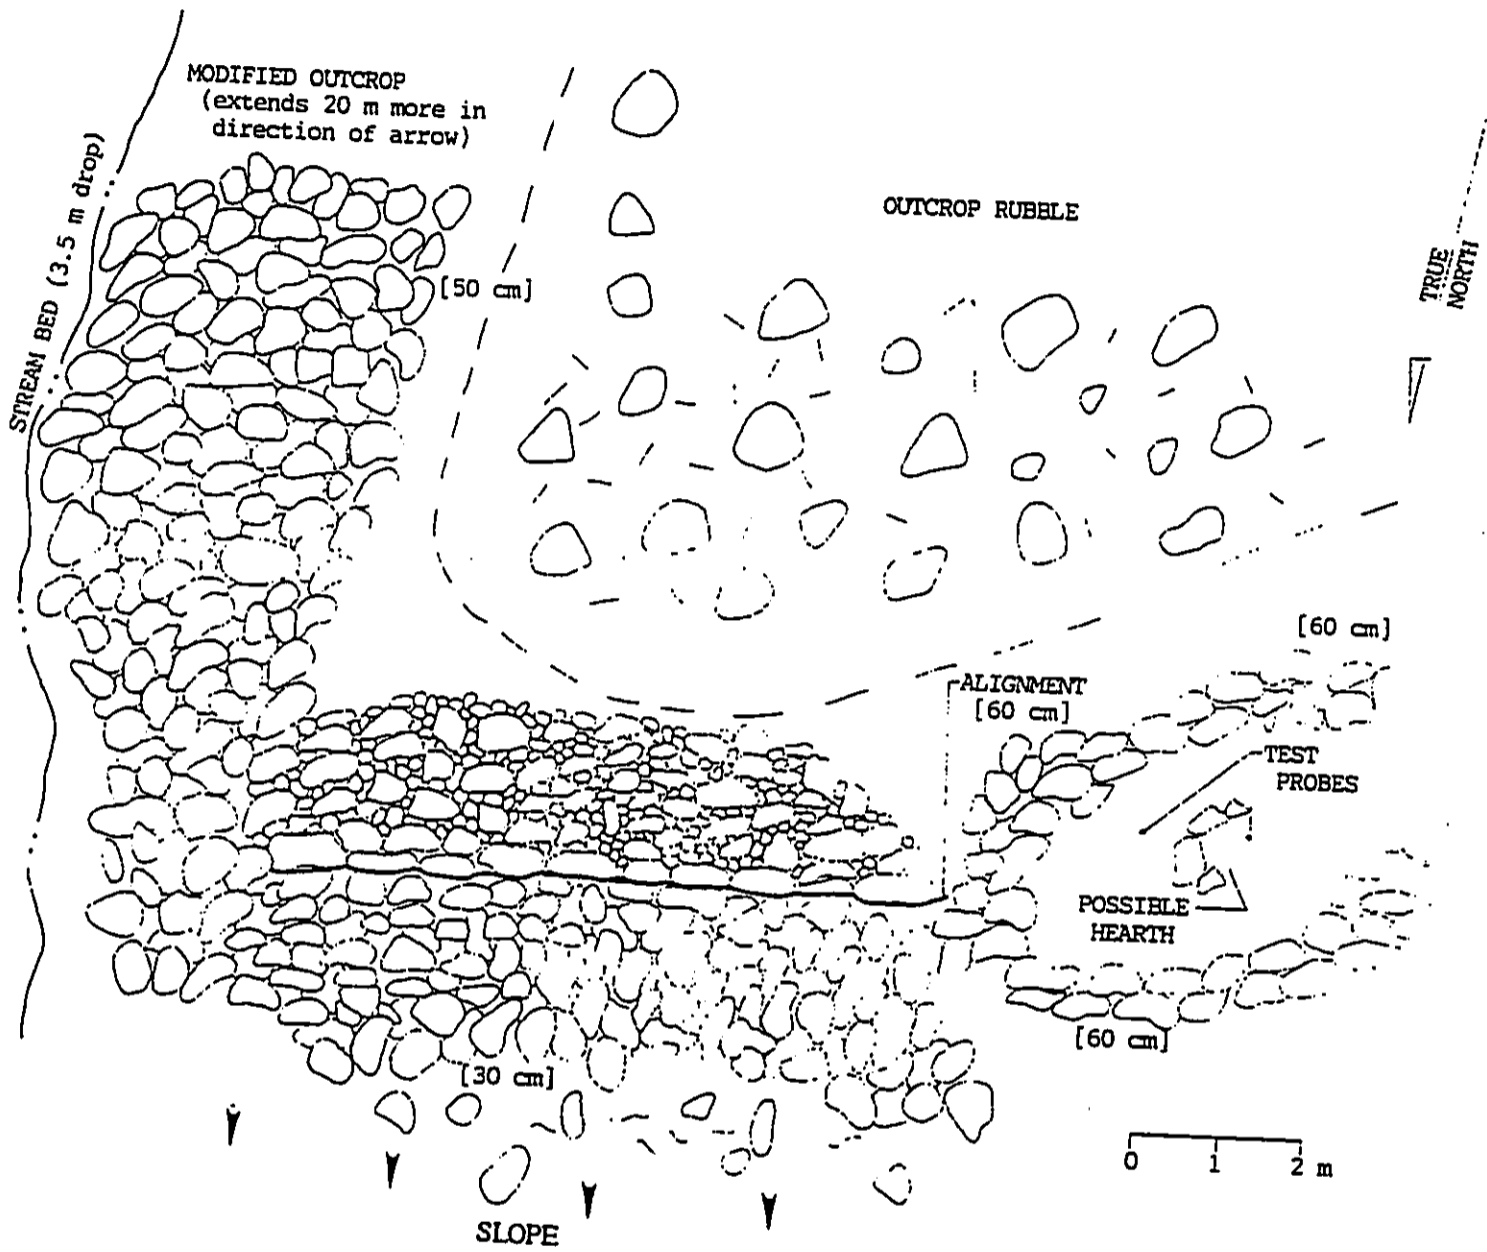 MODIFIED OUTCROP
(extends 20 m more in
direction of arrow)
STREAM BED (3.5 m drop)
[50 cm]
OUTCROP RUBBLE
TRUE
NORTH
[60 cm]
ALIGNMENT
[60 cm]
TEST
PROBES
POSSIBLE
HEARTH
[60 cm]
[30 cm]
0 1 2 m
SLOPE